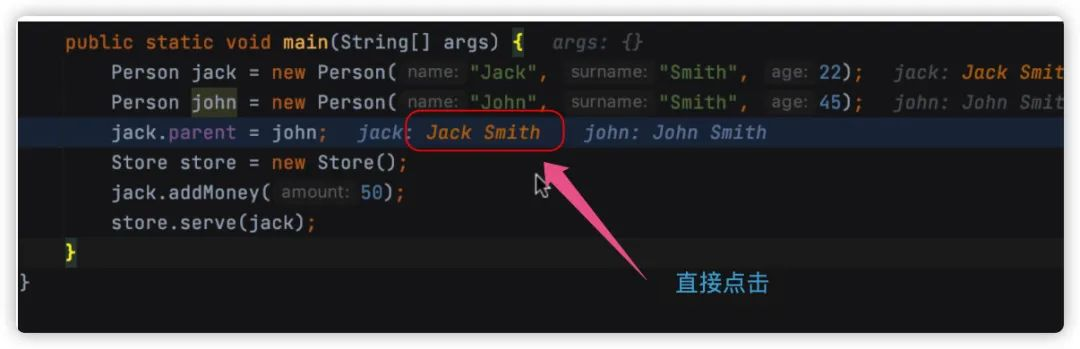 public static void main(String[] args) { args: {}
Person jack = new Person( name: "Jack", surname: "Smith", age: 22); jack: Jack Smit
Person john = new Person( name: "John", surname: "Smith", age: 45); john: John Smit
jack.parent = john; jack: Jack Smith john: John Smith
Store store = new Store();
jack.addMoney( amount: 50);
store.serve(jack);
}
}
直接点击